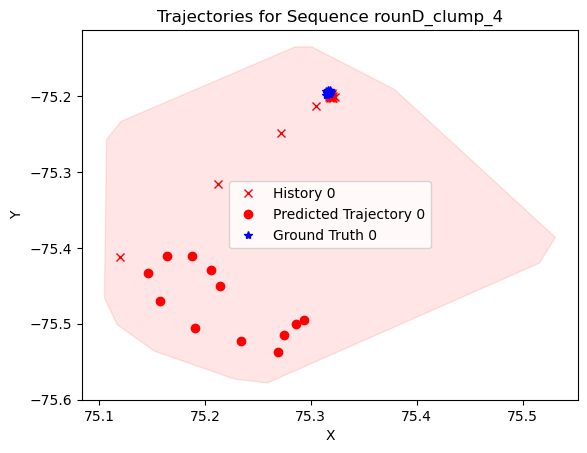 Trajectories for Sequence rounD_clump_4
Y
−75.2
−75.3
−75.4
−75.5
−75.6
History 0
Predicted Trajectory 0
Ground Truth 0
75.1 75.2 75.3 75.4 75.5
X